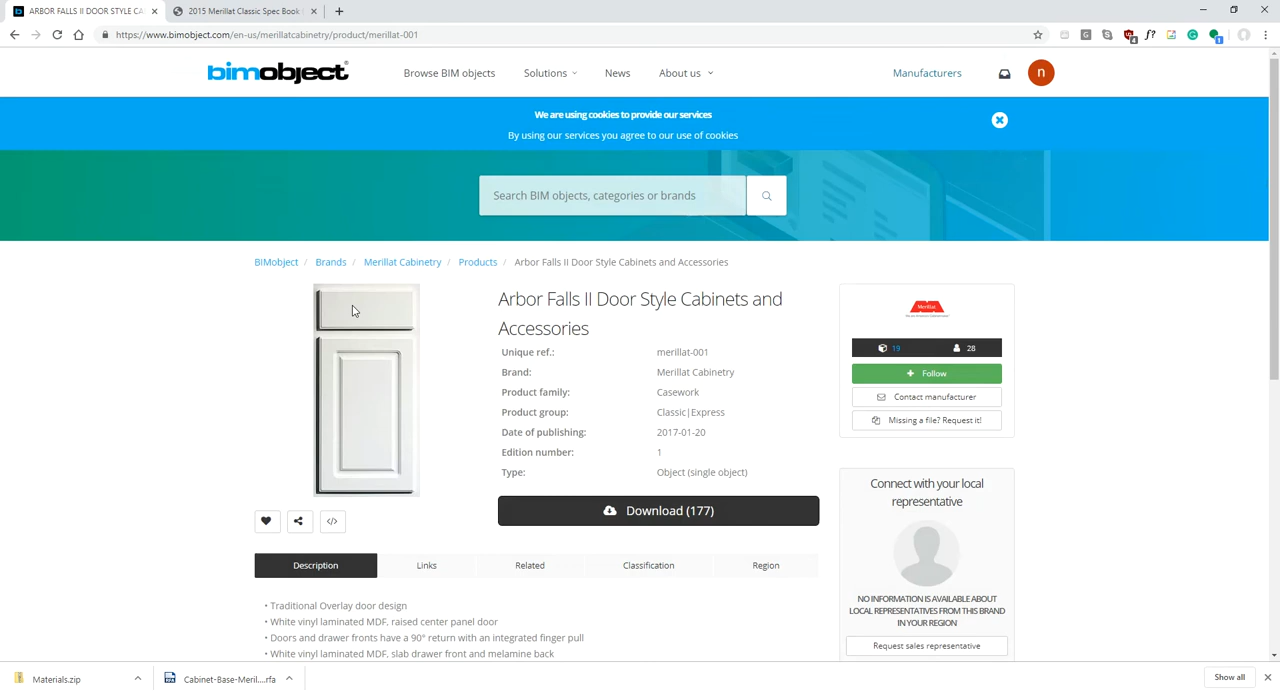 ARBOR FALLS II DOOR STYLE CA
2015 Merillat Classic Spec Book
https://www.bimobject.com/en-us/merillatcabinetry/product/merillat-001
bimobject®
Browse BIM objects
Solutions
News
About us
Manufacturers
n
We are using cookies to provide our services
By using our services you agree to our use of cookies
Search BIM objects, categories or brands
BIMobject / Brands / Merillat Cabinetry / Products / Arbor Falls II Door Style Cabinets and Accessories
Arbor Falls II Door Style Cabinets and
Accessories
Unique ref.: merillat-001
Brand: Merillat Cabinetry
Product family: Casework
Product group: Classic|Express
Date of publishing: 2017-01-20
Edition number: 1
Type: Object (single object)
Download (177)
Merillat
19 28
Follow
Contact manufacturer
Missing a file? Request it!
Connect with your local
representative
NO INFORMATION IS AVAILABLE ABOUT
LOCAL REPRESENTATIVES FROM THIS BRAND
IN YOUR REGION
Request sales representative
Description
Links
Related
Classification
Region
• Traditional Overlay door design
• White vinyl laminated MDF, raised center panel door
• Doors and drawer fronts have a 90° return with an integrated finger pull
• White vinyl laminated MDF, slab drawer front and melamine back
Materials.zip
Cabinet-Base-Meril....rfa
Show all